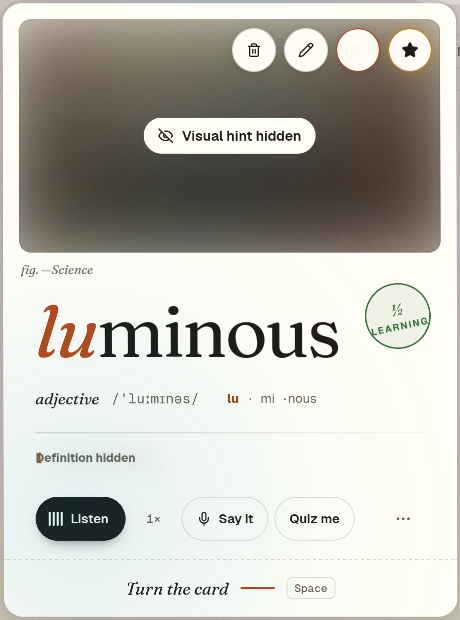 Visual hint hidden
fig. —Science
luminous
½
LEARNING
adjective /ˈluːmɪnəs/ lu · mi ·nous
Definition hidden
Listen 1× Say it Quiz me ···
Turn the card Space